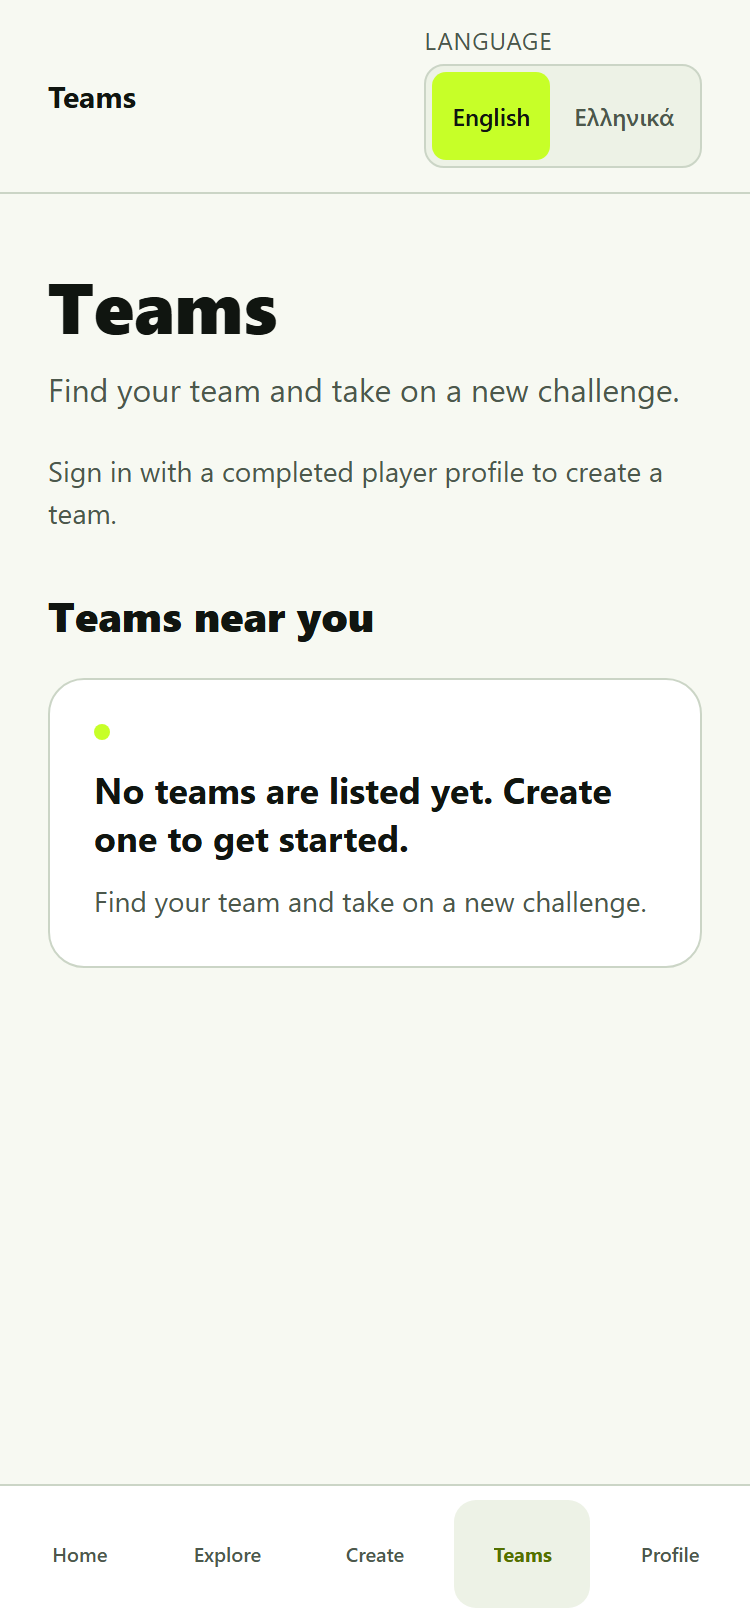 LANGUAGE
Teams
English
Ελληνικά
Teams
Find your team and take on a new challenge.
Sign in with a completed player profile to create a
team.
Teams near you
No teams are listed yet. Create
one to get started.
Find your team and take on a new challenge.
Home
Explore
Create
Teams
Profile